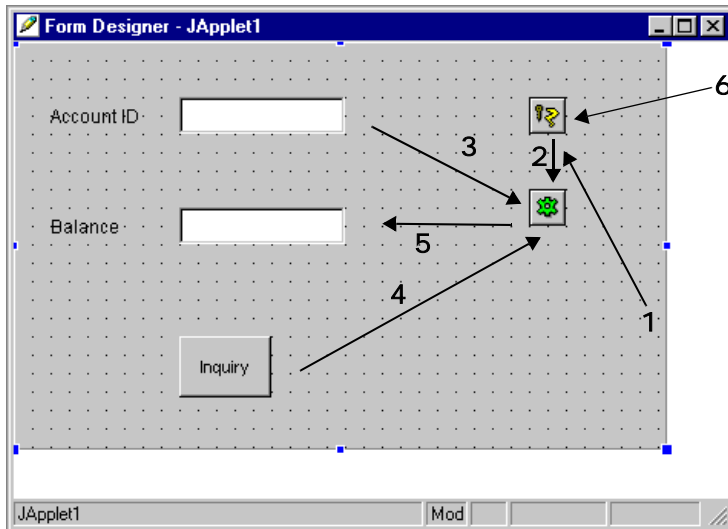 Form Designer - JApplet1
6
Account ID
3
2
Balance
5
4
1
Inquiry
JApplet1
Mod